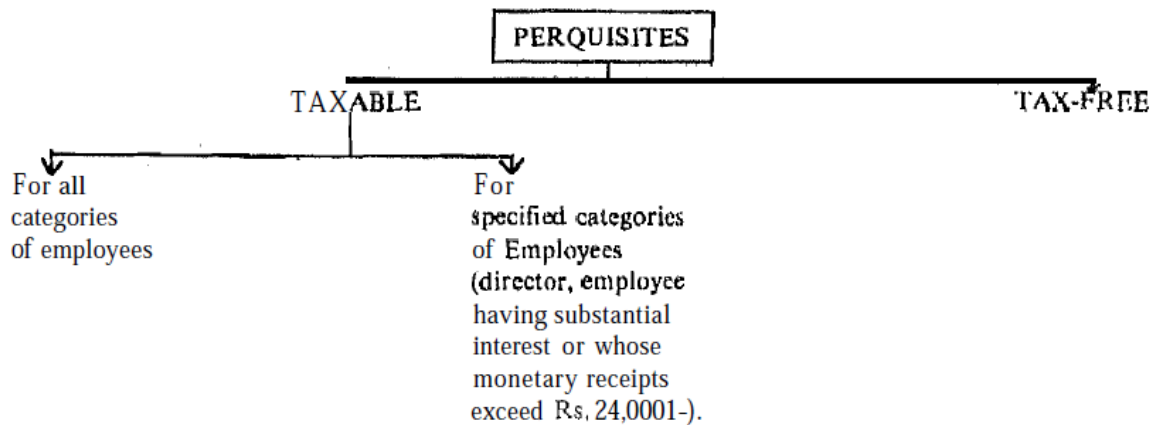 PERQUISITES
TAXABLE
TAX-FREE
For all
categories
of employees
For
specified categories
of Employees
(director, employee
having substantial
interest or whose
monetary receipts
exceed Rs. 24,0001-).